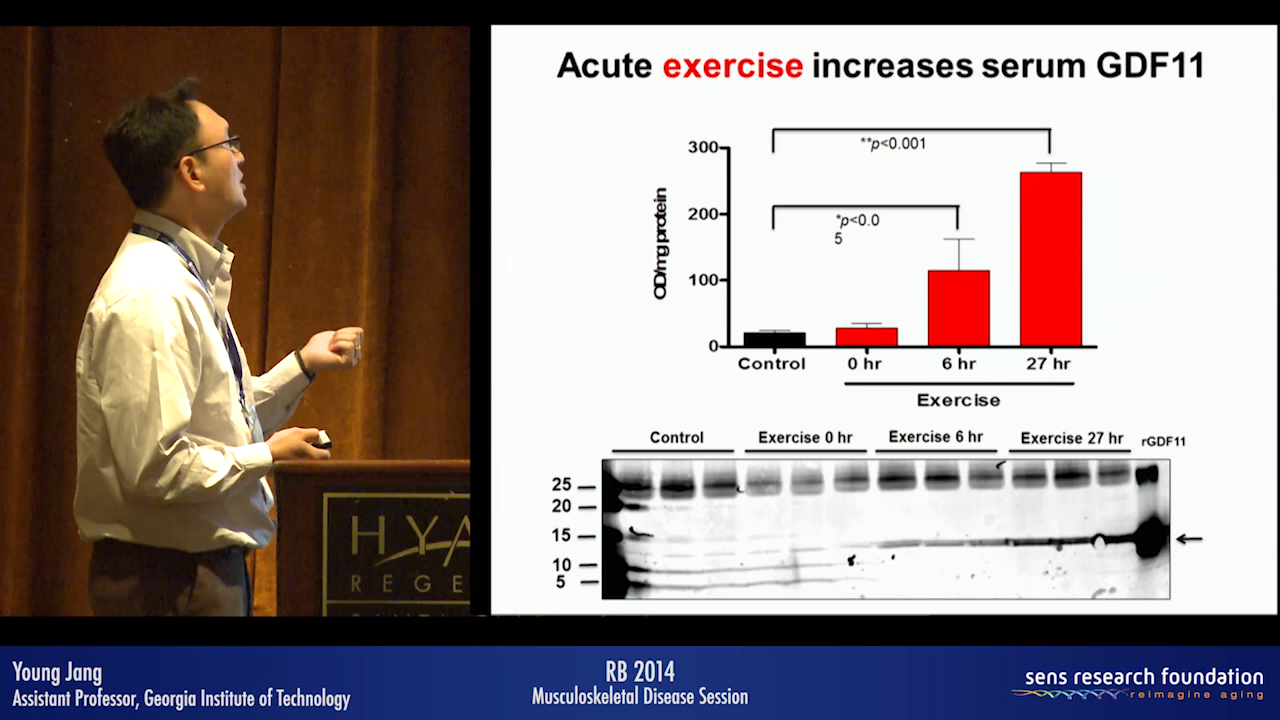 Acute exercise increases serum GDF11
**p<0.001
*p<0.0
5
300
200
100
0
OD/mg protein
Control
0 hr
6 hr
27 hr
Exercise
Control
Exercise 0 hr
Exercise 6 hr
Exercise 27 hr
rGDF11
25
20
15
10
5
HYA
REGE
Young Jang
Assistant Professor, Georgia Institute of Technology
RB 2014
Musculoskeletal Disease Session
sens research foundation
reimagine aging